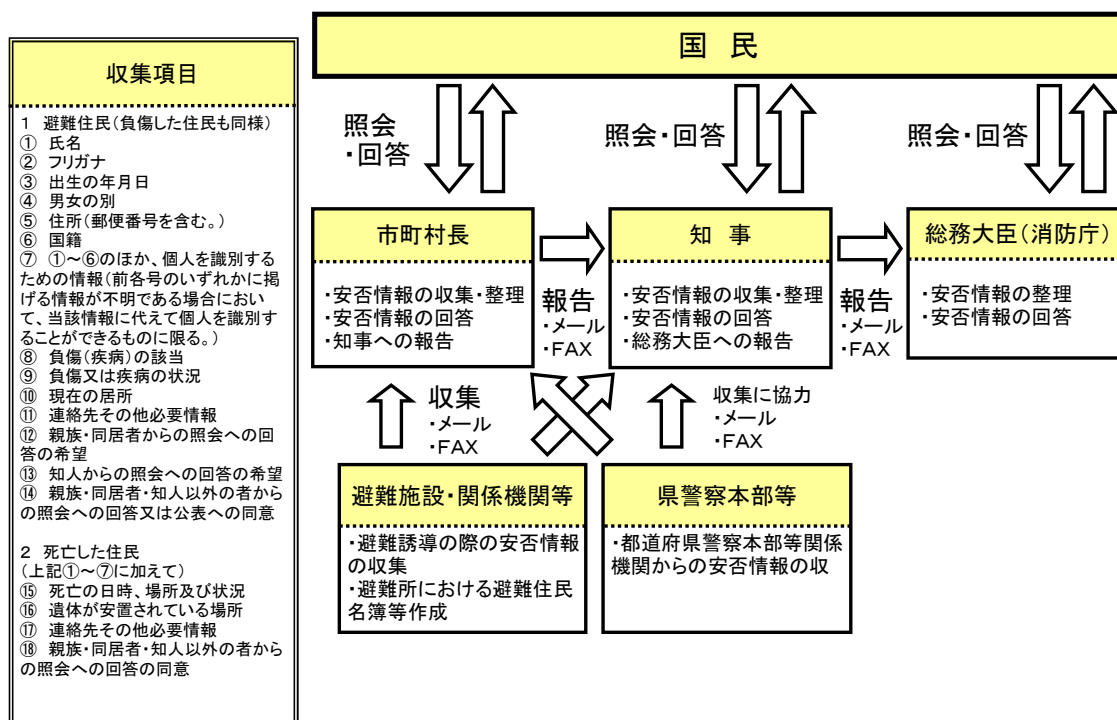 収集項目
1 避難住民(負傷した住民も同様)
① 氏名
② フリガナ
③ 出生の年月日
④ 男女の別
⑤ 住所(郵便番号を含む。)
⑥ 国籍
⑦ ①~⑥のほか、個人を識別する
ための情報(前各号のいずれかに掲
げる情報が不明である場合におい
て、当該情報に代えて個人を識別す
ることができるものに限る。)
⑧ 負傷(疾病)の該当
⑨ 負傷又は疾病の状況
⑩ 現在の居所
⑪ 連絡先その他必要情報
⑫ 親族・同居者からの照会への回
答の希望
⑬ 知人からの照会への回答の希望
⑭ 親族・同居者・知人以外の者から
の照会への回答又は公表への同意
2 死亡した住民
(上記①~⑦に加えて)
⑮ 死亡の日時、場所及び状況
⑯ 遺体が安置されている場所
⑰ 連絡先その他必要情報
⑱ 親族・同居者・知人以外の者から
の照会への回答の同意
国 民
照会
・回答
照会・回答
照会・回答
市町村長
・安否情報の収集・整理
・安否情報の回答
・知事への報告
報告
・メール
・FAX
知 事
・安否情報の収集・整理
・安否情報の回答
・総務大臣への報告
報告
・メール
・FAX
総務大臣(消防庁)
・安否情報の整理
・安否情報の回答
収集
・メール
・FAX
収集に協力
・メール
・FAX
避難施設・関係機関等
・避難誘導の際の安否情報
の収集
・避難所における避難住民
名簿等作成
県警察本部等
・都道府県警察本部等関係
機関からの安否情報の収